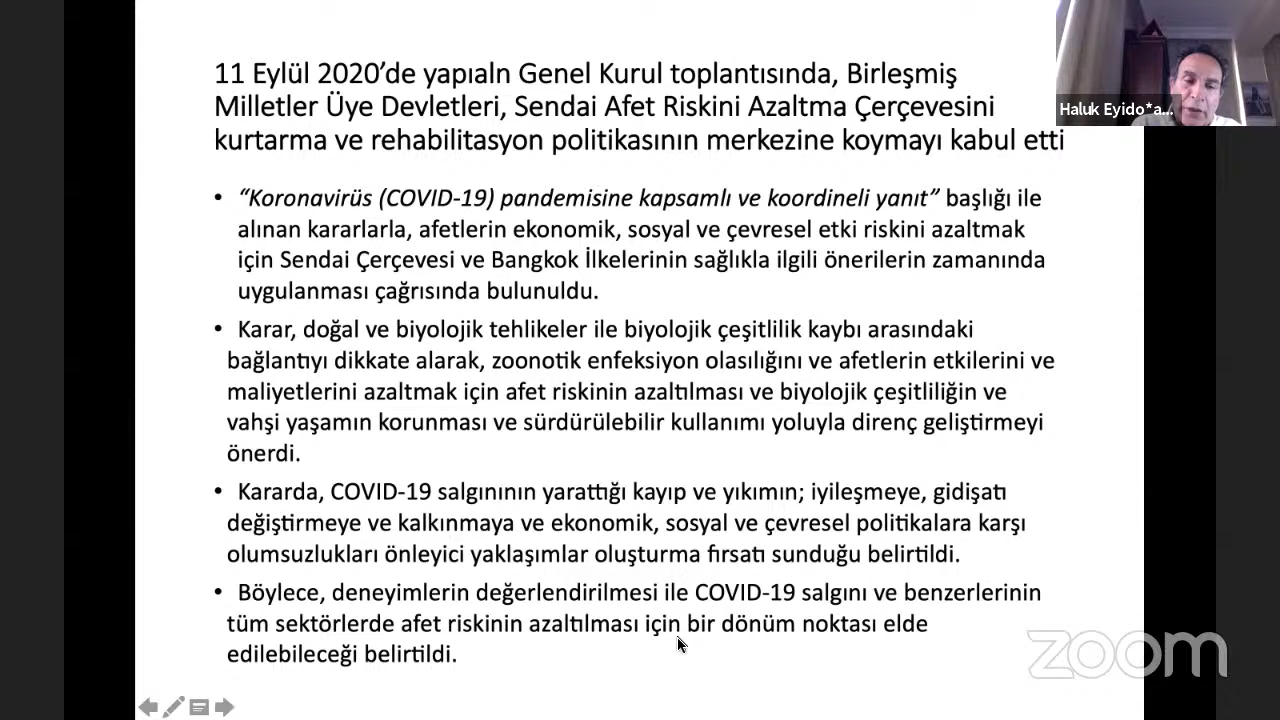 11 Eylül 2020’de yapıaln Genel Kurul toplantısında, Birleşmiş
Milletler Üye Devletleri, Sendai Afet Riskini Azaltma Çerçevesini
kurtarma ve rehabilitasyon politikasının merkezine koymayı kabul etti
Haluk Eyido*a...
• “Koronavirüs (COVID-19) pandemisine kapsamlı ve koordineli yanıt” başlığı ile
alınan kararlarla, afetlerin ekonomik, sosyal ve çevresel etki riskini azaltmak
için Sendai Çerçevesi ve Bangkok İlkelerinin sağlıkla ilgili önerilerin zamanında
uygulanması çağrısında bulunuldu.
• Karar, doğal ve biyolojik tehlikeler ile biyolojik çeşitlilik kaybı arasındaki
bağlantıyı dikkate alarak, zoonotik enfeksiyon olasılığını ve afetlerin etkilerini ve
maliyetlerini azaltmak için afet riskinin azaltılması ve biyolojik çeşitliliğin ve
vahşi yaşamın korunması ve sürdürülebilir kullanımı yoluyla direnç geliştirmeyi
önerdi.
• Kararda, COVID-19 salgınının yarattığı kayıp ve yıkımın; iyileşmeye, gidişatı
değiştirmeye ve kalkınmaya ve ekonomik, sosyal ve çevresel politikalara karşı
olumsuzlukları önleyici yaklaşımlar oluşturma fırsatı sunduğu belirtildi.
• Böylece, deneyimlerin değerlendirilmesi ile COVID-19 salgını ve benzerlerinin
tüm sektörlerde afet riskinin azaltılması için bir dönüm noktası elde
edilebileceği belirtildi.
zoom